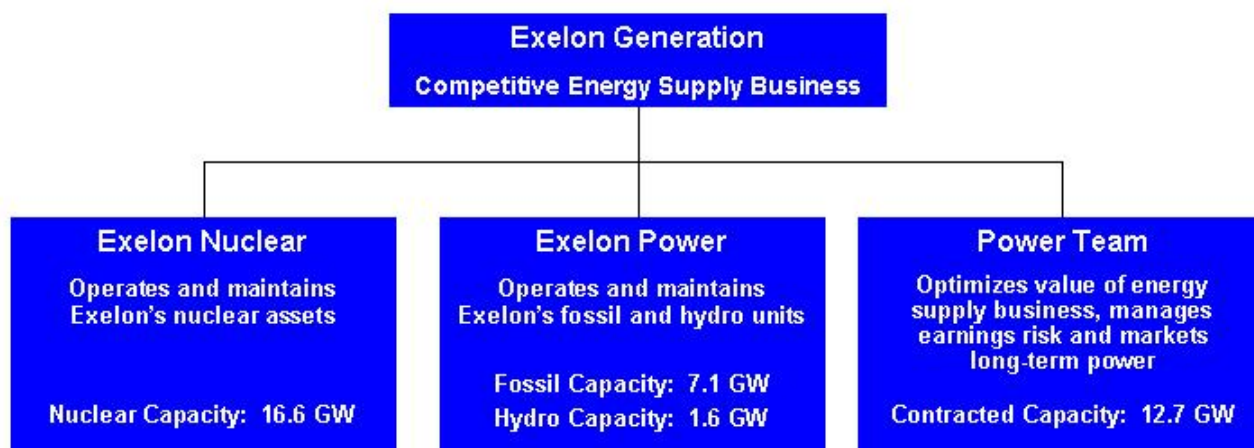 Exelon Generation
Competitive Energy Supply Business
Exelon Nuclear
Operates and maintains
Exelon's nuclear assets
Nuclear Capacity: 16.6 GW
Exelon Power
Operates and maintains
Exelon's fossil and hydro units
Fossil Capacity: 7.1 GW
Hydro Capacity: 1.6 GW
Power Team
Optimizes value of energy
supply business, manages
earnings risk and markets
long-term power
Contracted Capacity: 12.7 GW